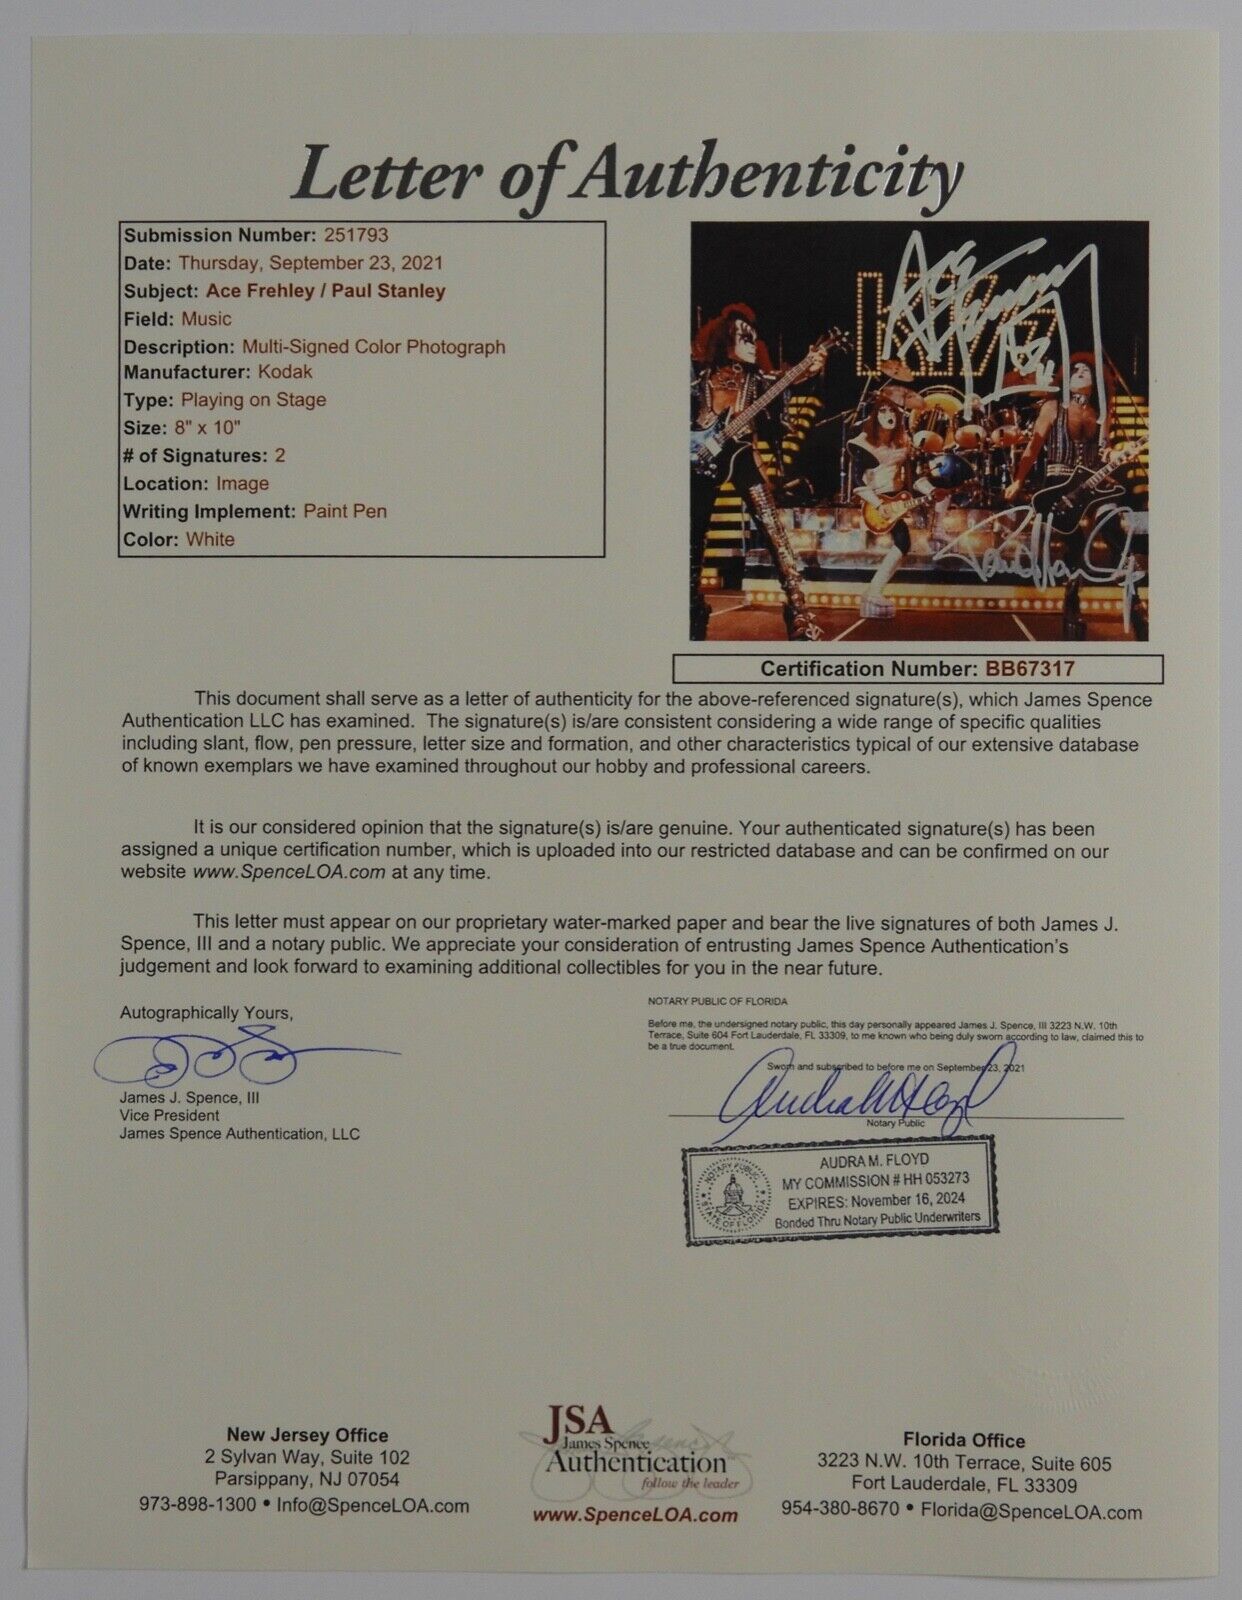 Letter of Authenticity
Submission Number: 251793
Date: Thursday, September 23, 2021
Subject: Ace Frehley / Paul Stanley
Field: Music
Description: Multi-Signed Color Photograph
Manufacturer: Kodak
Type: Playing on Stage
Size: 8" x 10"
# of Signatures: 2
Location: Image
Writing Implement: Paint Pen
Color: White
KISS
Ace Frehley
Paul Stanley
Certification Number: BB67317
This document shall serve as a letter of authenticity for the above-referenced signature(s), which James Spence
Authentication LLC has examined. The signature(s) is/are consistent considering a wide range of specific qualities
including slant, flow, pen pressure, letter size and formation, and other characteristics typical of our extensive database
of known exemplars we have examined throughout our hobby and professional careers.
It is our considered opinion that the signature(s) is/are genuine. Your authenticated signature(s) has been
assigned a unique certification number, which is uploaded into our restricted database and can be confirmed on our
website www.SpenceLOA.com at any time.
This letter must appear on our proprietary water-marked paper and bear the live signatures of both James J.
Spence, III and a notary public. We appreciate your consideration of entrusting James Spence Authentication's
judgement and look forward to examining additional collectibles for you in the near future.
Autographically Yours,
James J. Spence, III
Vice President
James Spence Authentication, LLC
NOTARY PUBLIC OF FLORIDA
Before me, the undersigned notary public, this day personally appeared James J. Spence, III 3223 N.W. 10th
Terrace, Suite 604 Fort Lauderdale, FL 33309, to me known who being duly sworn according to law, claimed this to
be a true document.
Sworn and subscribed to before me on September 23, 2021
Audra M Floyd
Notary Public
NOTARY PUBLIC
STATE OF FLORIDA
AUDRA M. FLOYD
MY COMMISSION # HH 053273
EXPIRES: November 16, 2024
Bonded Thru Notary Public Underwriters
New Jersey Office
2 Sylvan Way, Suite 102
Parsippany, NJ 07054
973-898-1300 • Info@SpenceLOA.com
JSA
James Spence
Authentication
follow the leader
www.SpenceLOA.com
Florida Office
3223 N.W. 10th Terrace, Suite 605
Fort Lauderdale, FL 33309
954-380-8670 • Florida@SpenceLOA.com